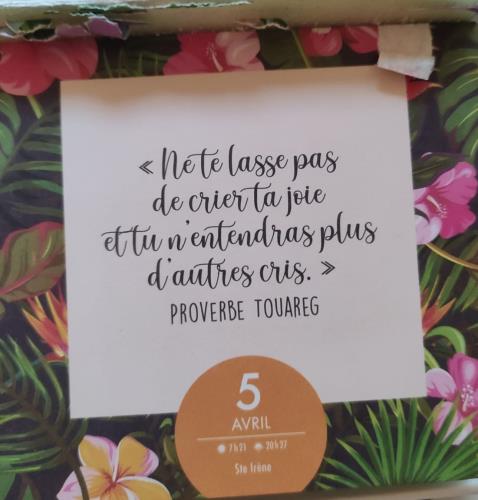 « Ne te lasse pas
de crier ta joie
et tu n'entendras plus
d'autres cris. »
PROVERBE TOUAREG
5
AVRIL
7h21 20h27
Ste Irène